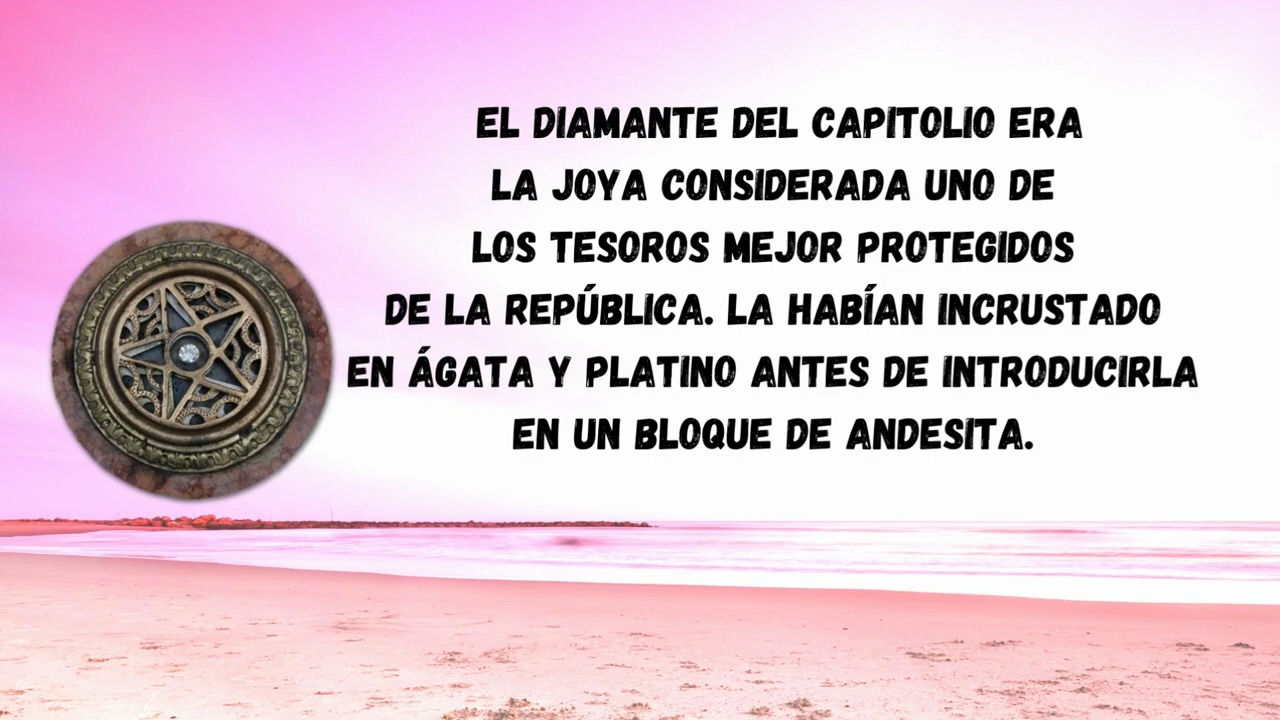 EL DIAMANTE DEL CAPITOLIO ERA
LA JOYA CONSIDERADA UNO DE
LOS TESOROS MEJOR PROTEGIDOS
DE LA REPÚBLICA. LA HABÍAN INCRUSTADO
EN ÁGATA Y PLATINO ANTES DE INTRODUCIRLA
EN UN BLOQUE DE ANDESITA.